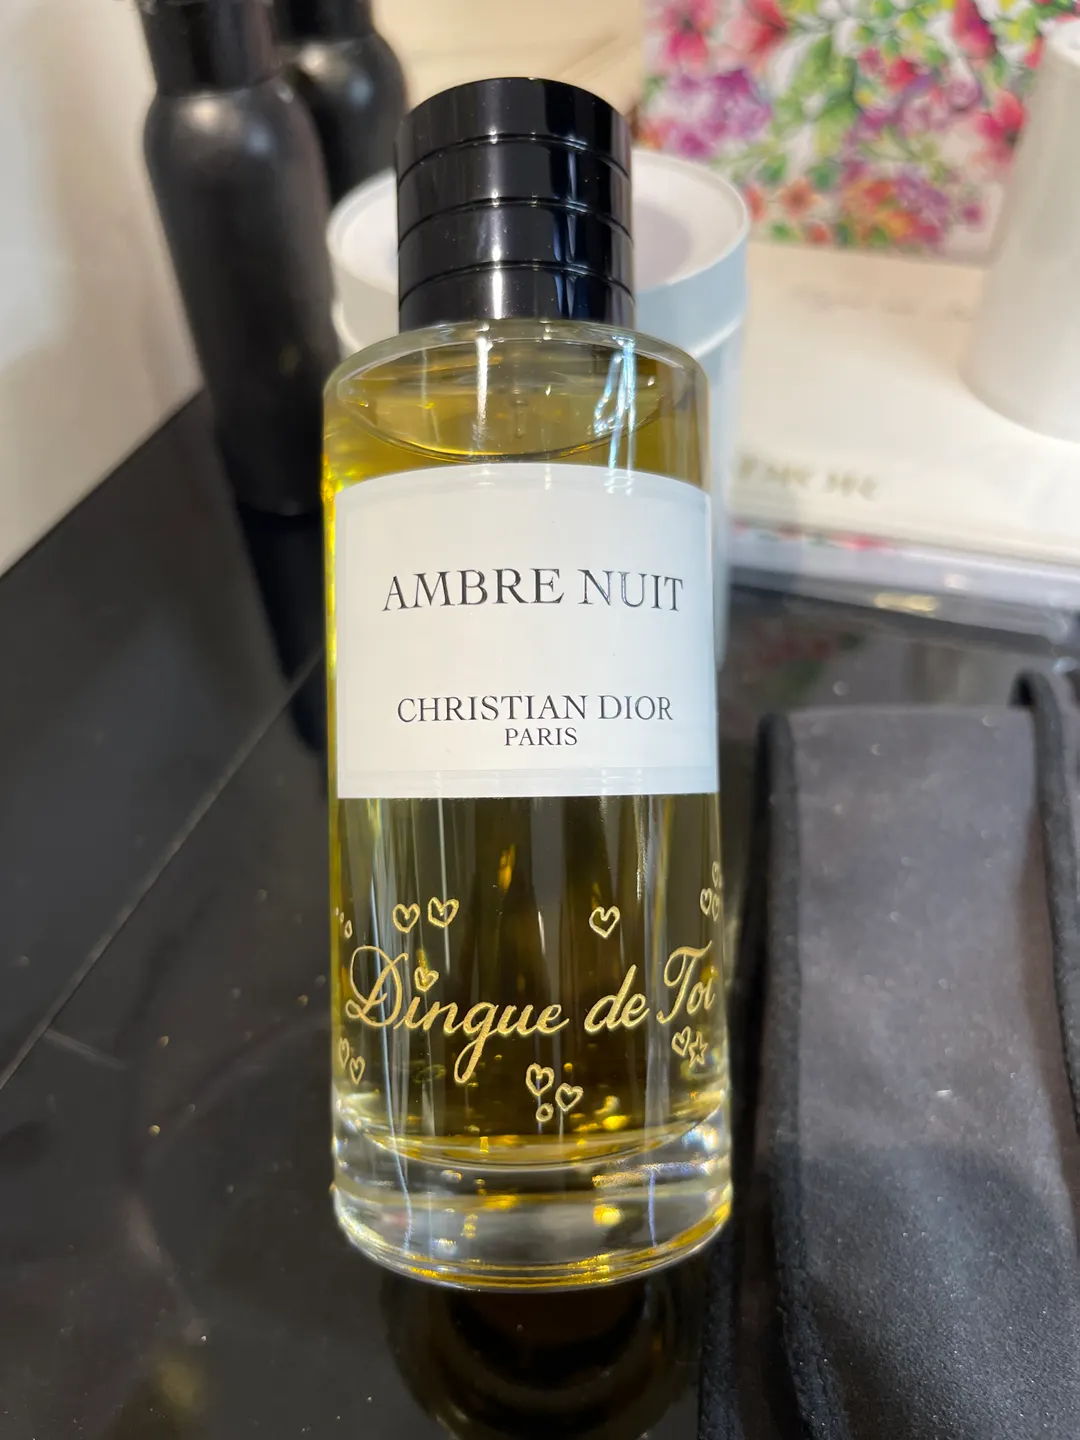 AMBRE NUIT
CHRISTIAN DIOR
PARIS
Dingue de Toi